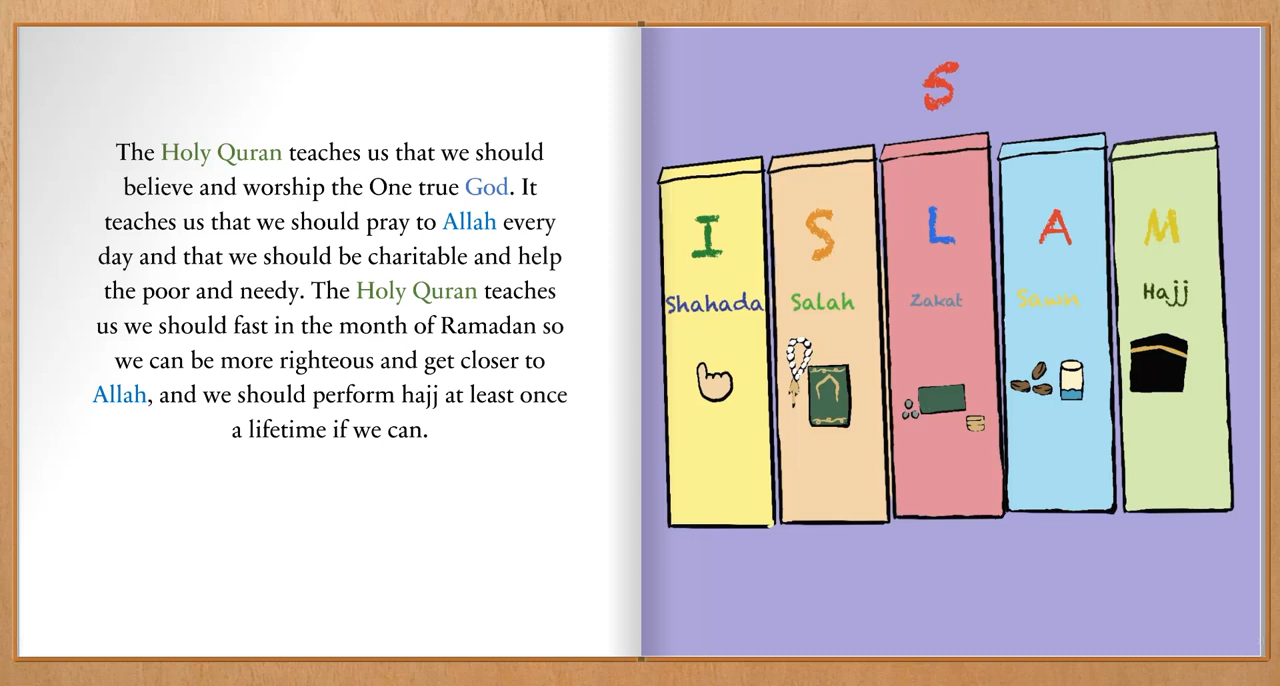 The Holy Quran teaches us that we should
believe and worship the One true God. It
teaches us that we should pray to Allah every
day and that we should be charitable and help
the poor and needy. The Holy Quran teaches
us we should fast in the month of Ramadan so
we can be more righteous and get closer to
Allah, and we should perform hajj at least once
a lifetime if we can.
5
I S L A M
Shahada Salah Zakat Sawm Hajj